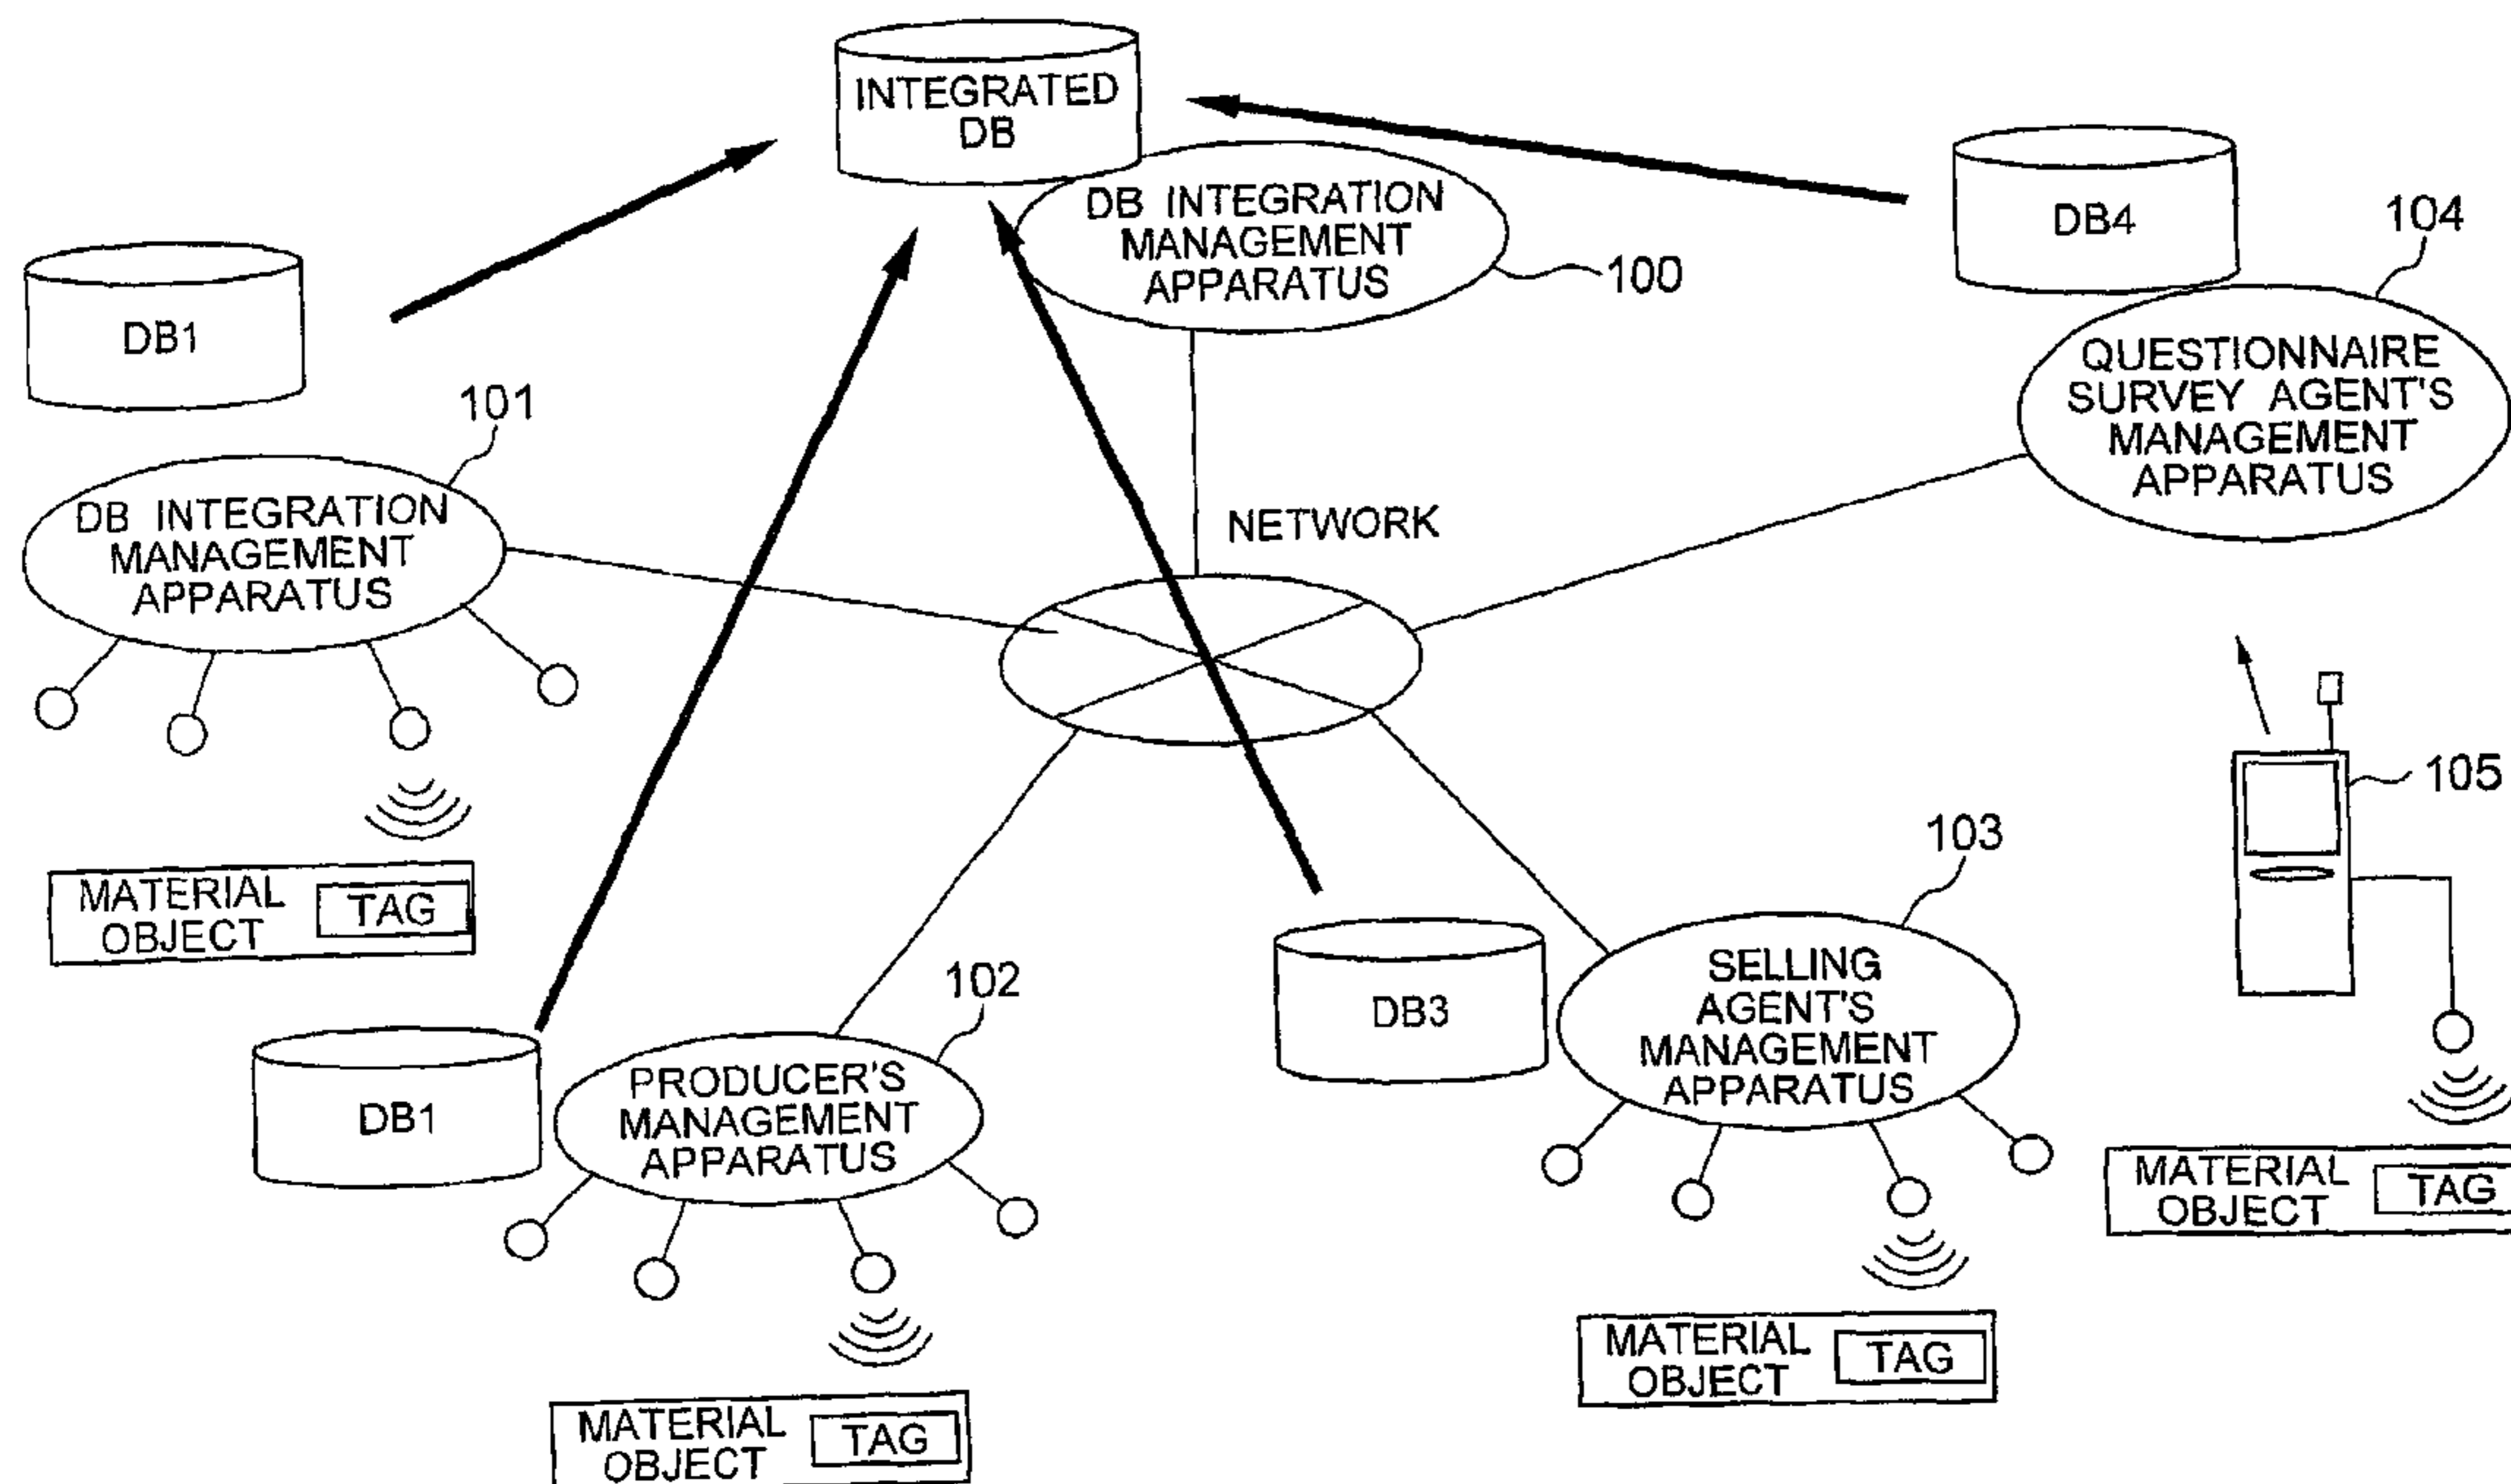 INTEGRATED
DB
DB INTEGRATION
MANAGEMENT
APPARATUS
100
DB4
104
QUESTIONNAIRE
SURVEY AGENT'S
MANAGEMENT
APPARATUS
DB1
101
DB INTEGRATION
MANAGEMENT
APPARATUS
NETWORK
105
MATERIAL
OBJECT
TAG
DB1
102
PRODUCER'S
MANAGEMENT
APPARATUS
MATERIAL
OBJECT
TAG
DB3
103
SELLING
AGENT'S
MANAGEMENT
APPARATUS
MATERIAL
OBJECT
TAG
MATERIAL
OBJECT
TAG